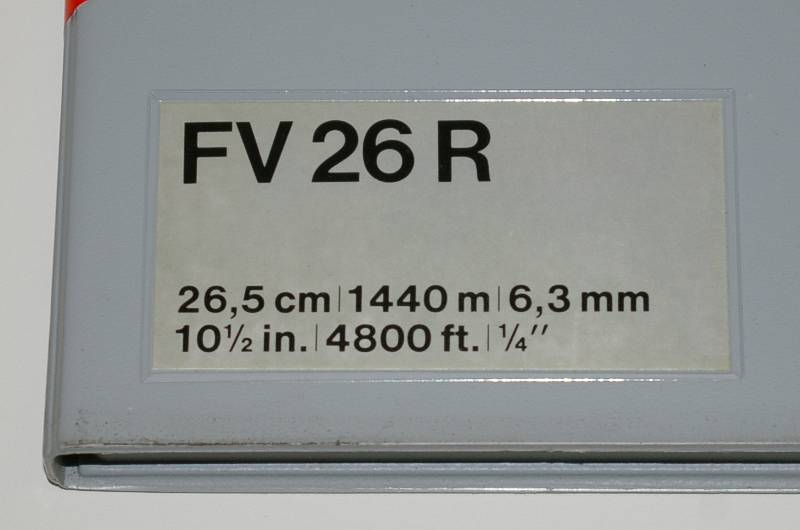 FV 26 R
26,5 cm|1440 m|6,3 mm
10½ in.|4800 ft.|¼″